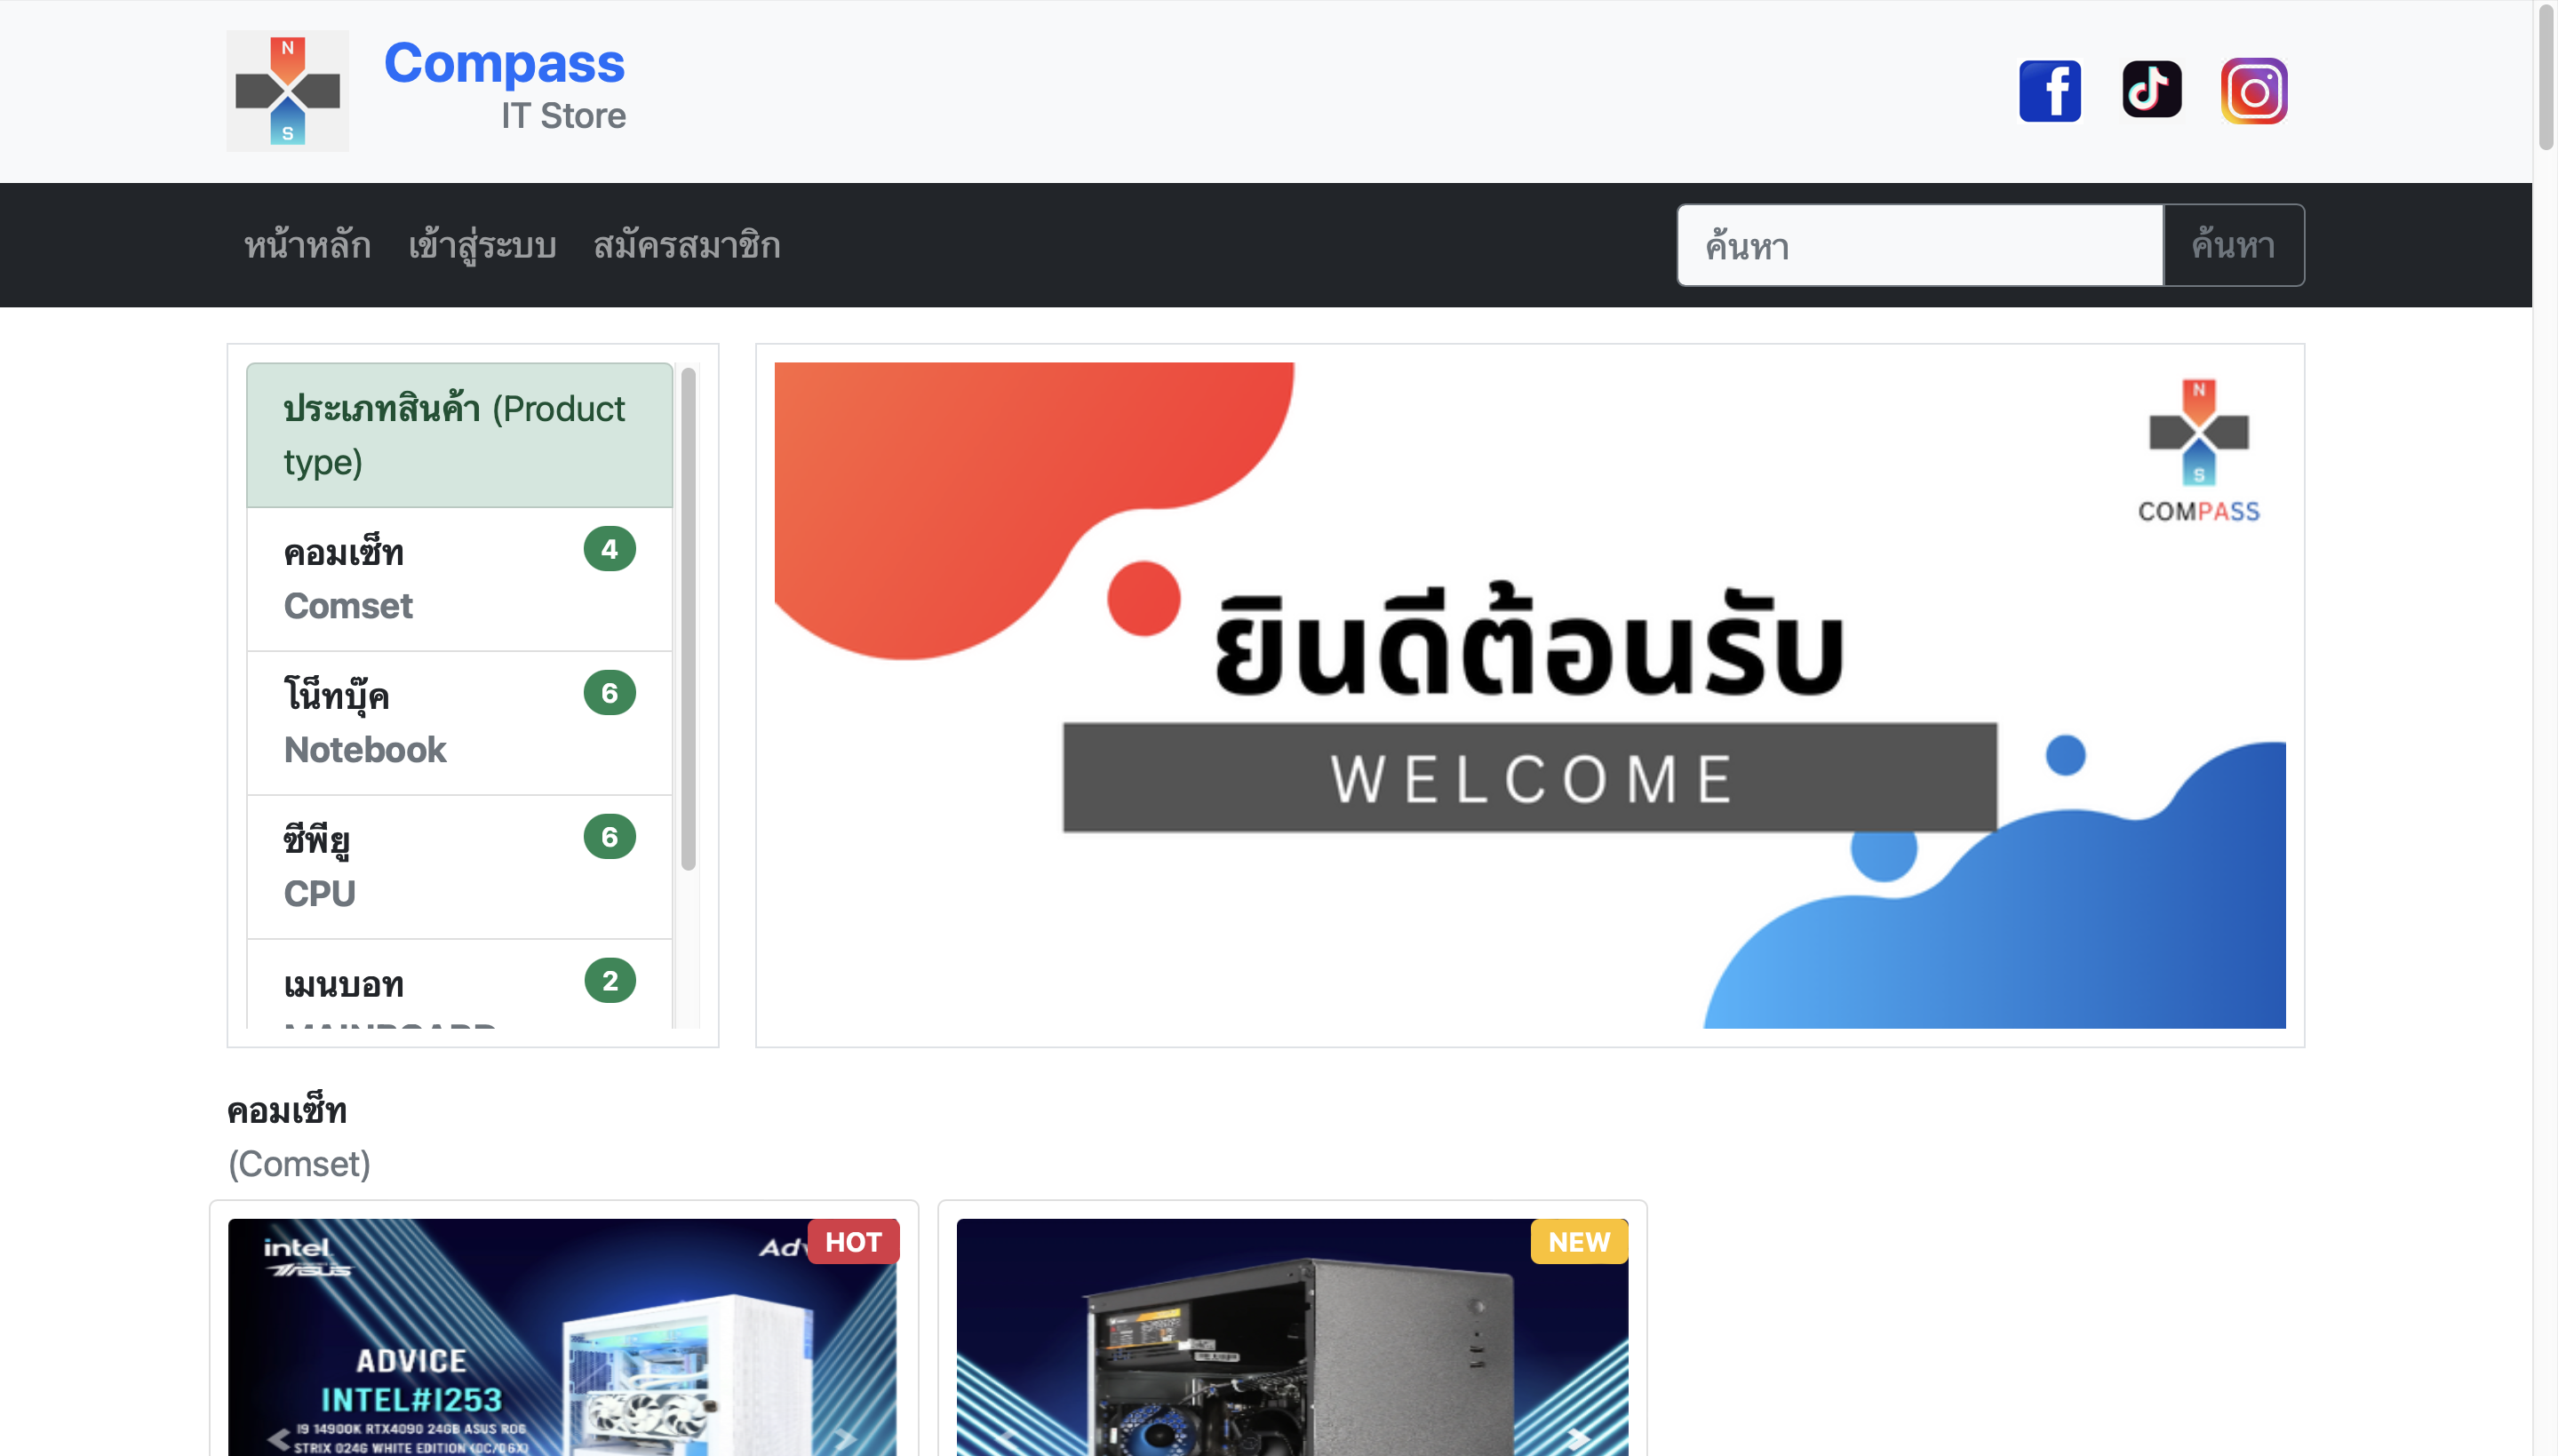 N
S
Compass
IT Store
หน้าหลัก เข้าสู่ระบบ สมัครสมาชิก
ค้นหา ค้นหา
ประเภทสินค้า (Product
type)
คอมเซ็ท 4
Comset
โน็ทบุ๊ค 6
Notebook
ซีพียู 6
CPU
เมนบอท 2
MAINBOARD
N
S
COMPASS
ยินดีต้อนรับ
WELCOME
คอมเซ็ท
(Comset)
intel
ASUS
Adv
HOT
ADVICE
INTEL#I253
I9 14900K RTX4090 24GB ASUS ROG
STRIX O24G WHITE EDITION (OC/D6X)
NEW